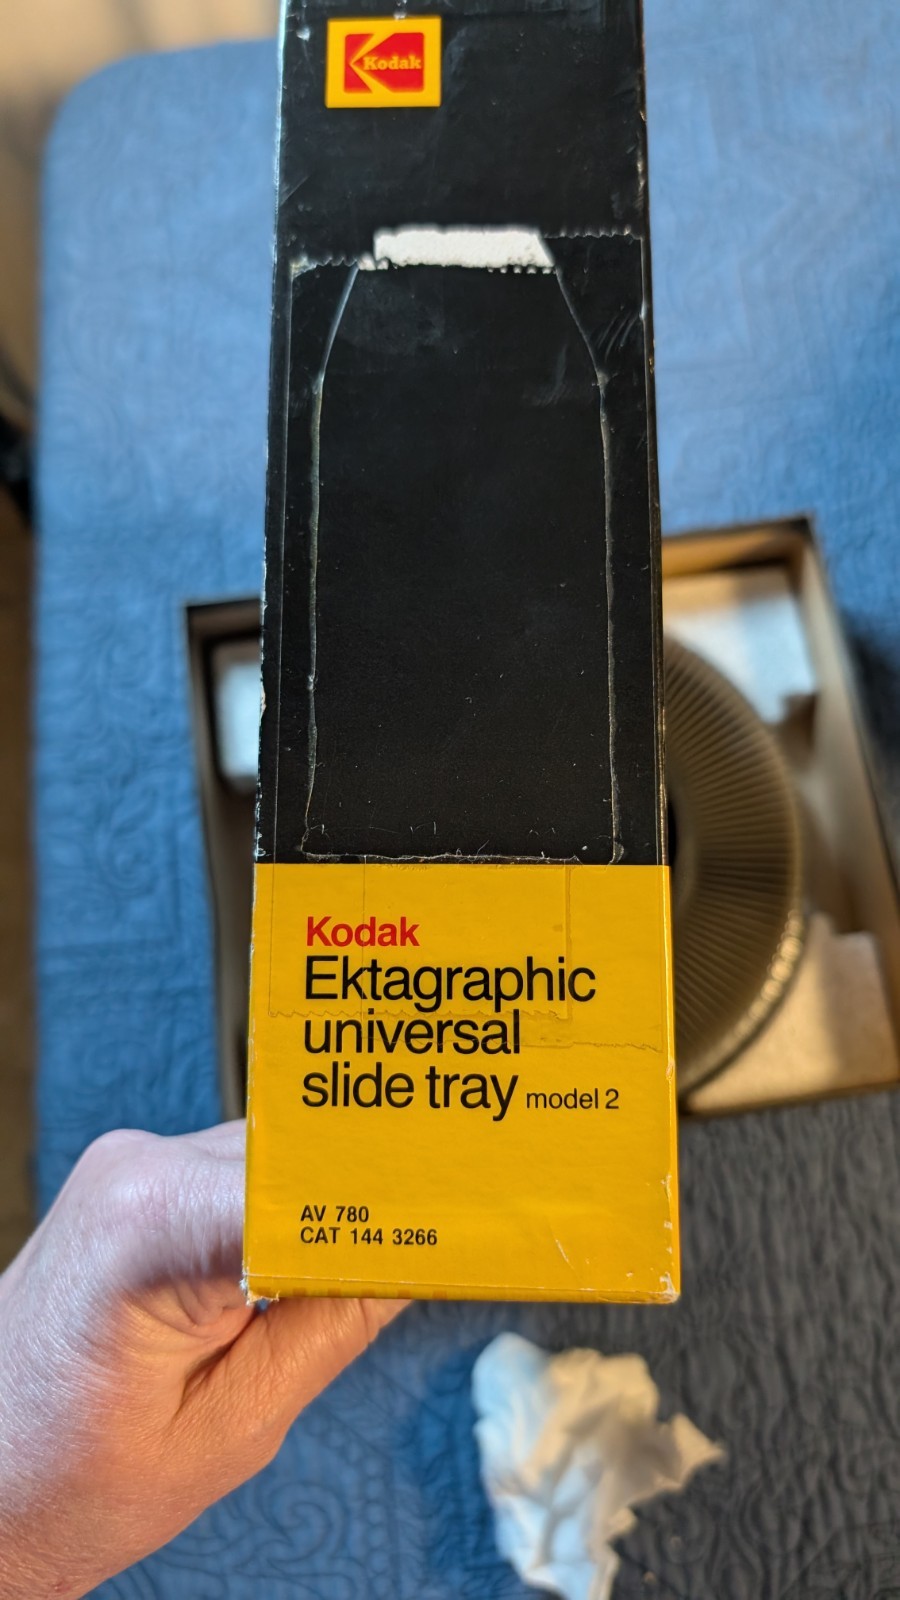 Kodak
Kodak
Ektagraphic
universal
slide tray model 2
AV 780
CAT 144 3266